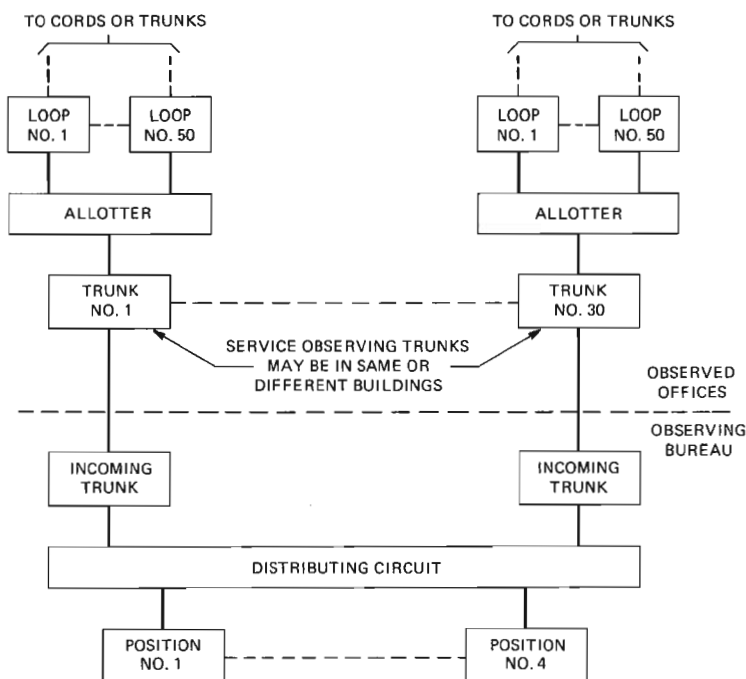 TO CORDS OR TRUNKS
TO CORDS OR TRUNKS
LOOP
NO. 1
LOOP
NO. 50
LOOP
NO. 1
LOOP
NO. 50
ALLOTTER
ALLOTTER
TRUNK
NO. 1
TRUNK
NO. 30
SERVICE OBSERVING TRUNKS
MAY BE IN SAME OR
DIFFERENT BUILDINGS
OBSERVED
OFFICES
OBSERVING
BUREAU
INCOMING
TRUNK
INCOMING
TRUNK
DISTRIBUTING CIRCUIT
POSITION
NO. 1
POSITION
NO. 4